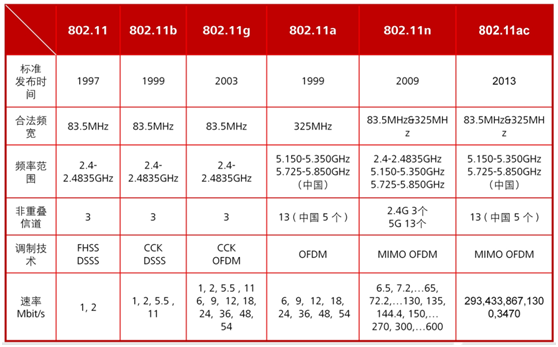 802.11 802.11b 802.11g 802.11a 802.11n 802.11ac
标准
发布时
间
1997 1999 2003 1999 2009 2013
合法频
宽
83.5MHz 83.5MHz 83.5MHz 325MHz
83.5MHz&325MH
z
83.5MHz&325MH
z
频率范
围
2.4-
2.4835GHz
2.4-
2.4835GHz
2.4-
2.4835GHz
5.150-5.350GHz
5.725-5.850GHz
（中国）
2.4-2.4835GHz
5.150-5.350GHz
5.725-5.850GHz
5.150-5.350GHz
5.725-5.850GHz
（中国）
非重叠
信道
3 3 3 13（中国 5 个）
2.4G 3个
5G 13个
13（中国 5 个）
调制技
术
FHSS
DSSS
CCK
DSSS
CCK
OFDM
OFDM MIMO OFDM MIMO OFDM
速率
Mbit/s
1, 2
1, 2, 5.5 ,
11
1, 2, 5.5 , 11
6, 9, 12, 18,
24, 36, 48,
54
6, 9, 12, 18,
24, 36, 48, 54
6.5, 7.2,…65,
72.2,…130, 135,
144.4, 150,…
270, 300,…600
293,433,867,130
0,3470